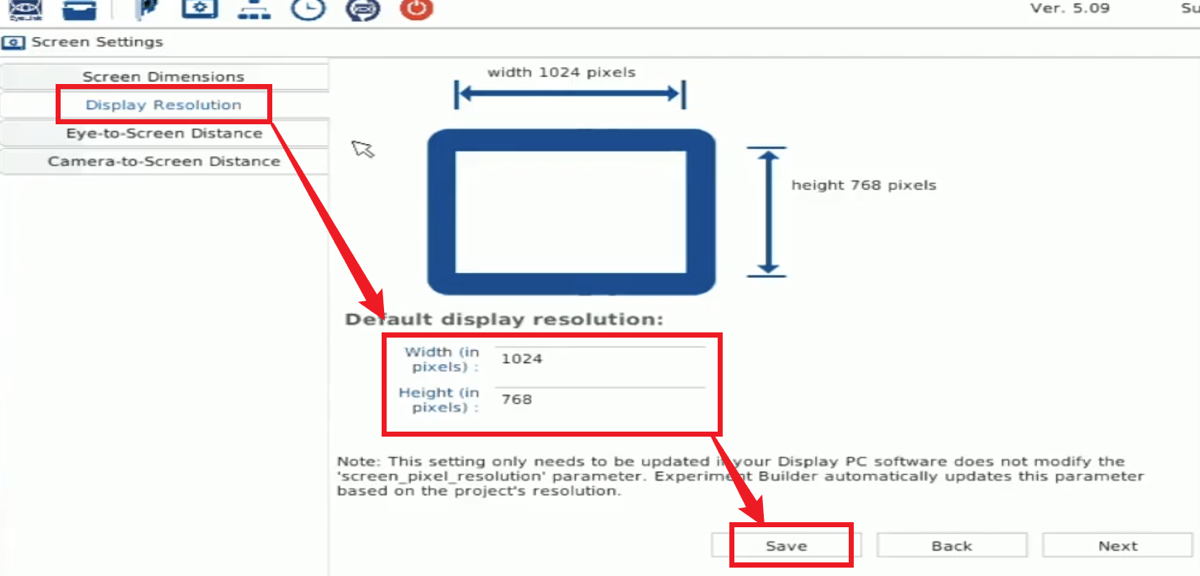 EyeLink
Ver. 5.09
Su
Screen Settings
Screen Dimensions
Display Resolution
Eye-to-Screen Distance
Camera-to-Screen Distance
width 1024 pixels
height 768 pixels
Default display resolution:
Width (in
pixels) :
1024
Height (in
pixels) :
768
Note: This setting only needs to be updated if your Display PC software does not modify the
'screen_pixel_resolution' parameter. Experiment Builder automatically updates this parameter
based on the project's resolution.
Save
Back
Next